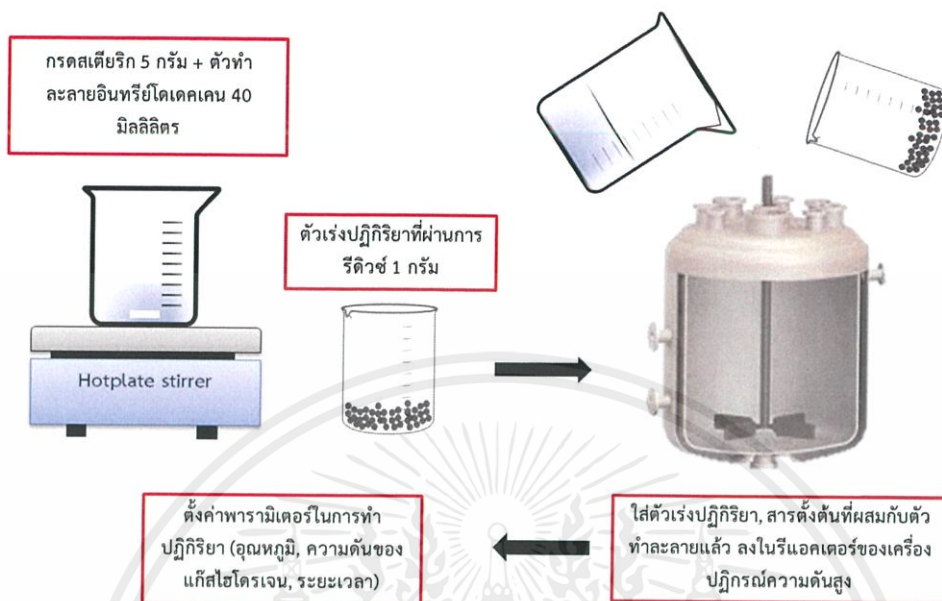 กรดสเตียริก 5 กรัม + ตัวทำ
ละลายอินทรีย์โดเดคเคน 40
มิลลิลิตร
ตัวเร่งปฏิกิริยาที่ผ่านการ
รีดิวซ์ 1 กรัม
Hotplate stirrer
ใส่ตัวเร่งปฏิกิริยา, สารตั้งต้นที่ผสมกับตัว
ทำละลายแล้ว ลงในรีแอคเตอร์ของเครื่อง
ปฏิกรณ์ความดันสูง
ตั้งค่าพารามิเตอร์ในการทำ
ปฏิกิริยา (อุณหภูมิ, ความดันของ
แก๊สไฮโดรเจน, ระยะเวลา)